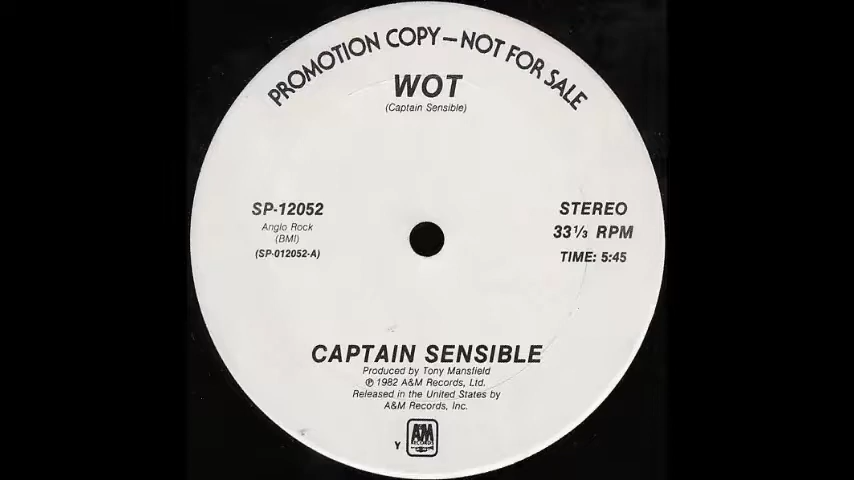 PROMOTION COPY—NOT FOR SALE
WOT
(Captain Sensible)
SP-12052
Anglo Rock
(BMI)
(SP-012052-A)
STEREO
33 1/3 RPM
TIME: 5:45
CAPTAIN SENSIBLE
Produced by Tony Mansfield
℗ 1982 A&M Records, Ltd.
Released in the United States by
A&M Records, Inc.
Y
A&M
RECORDS